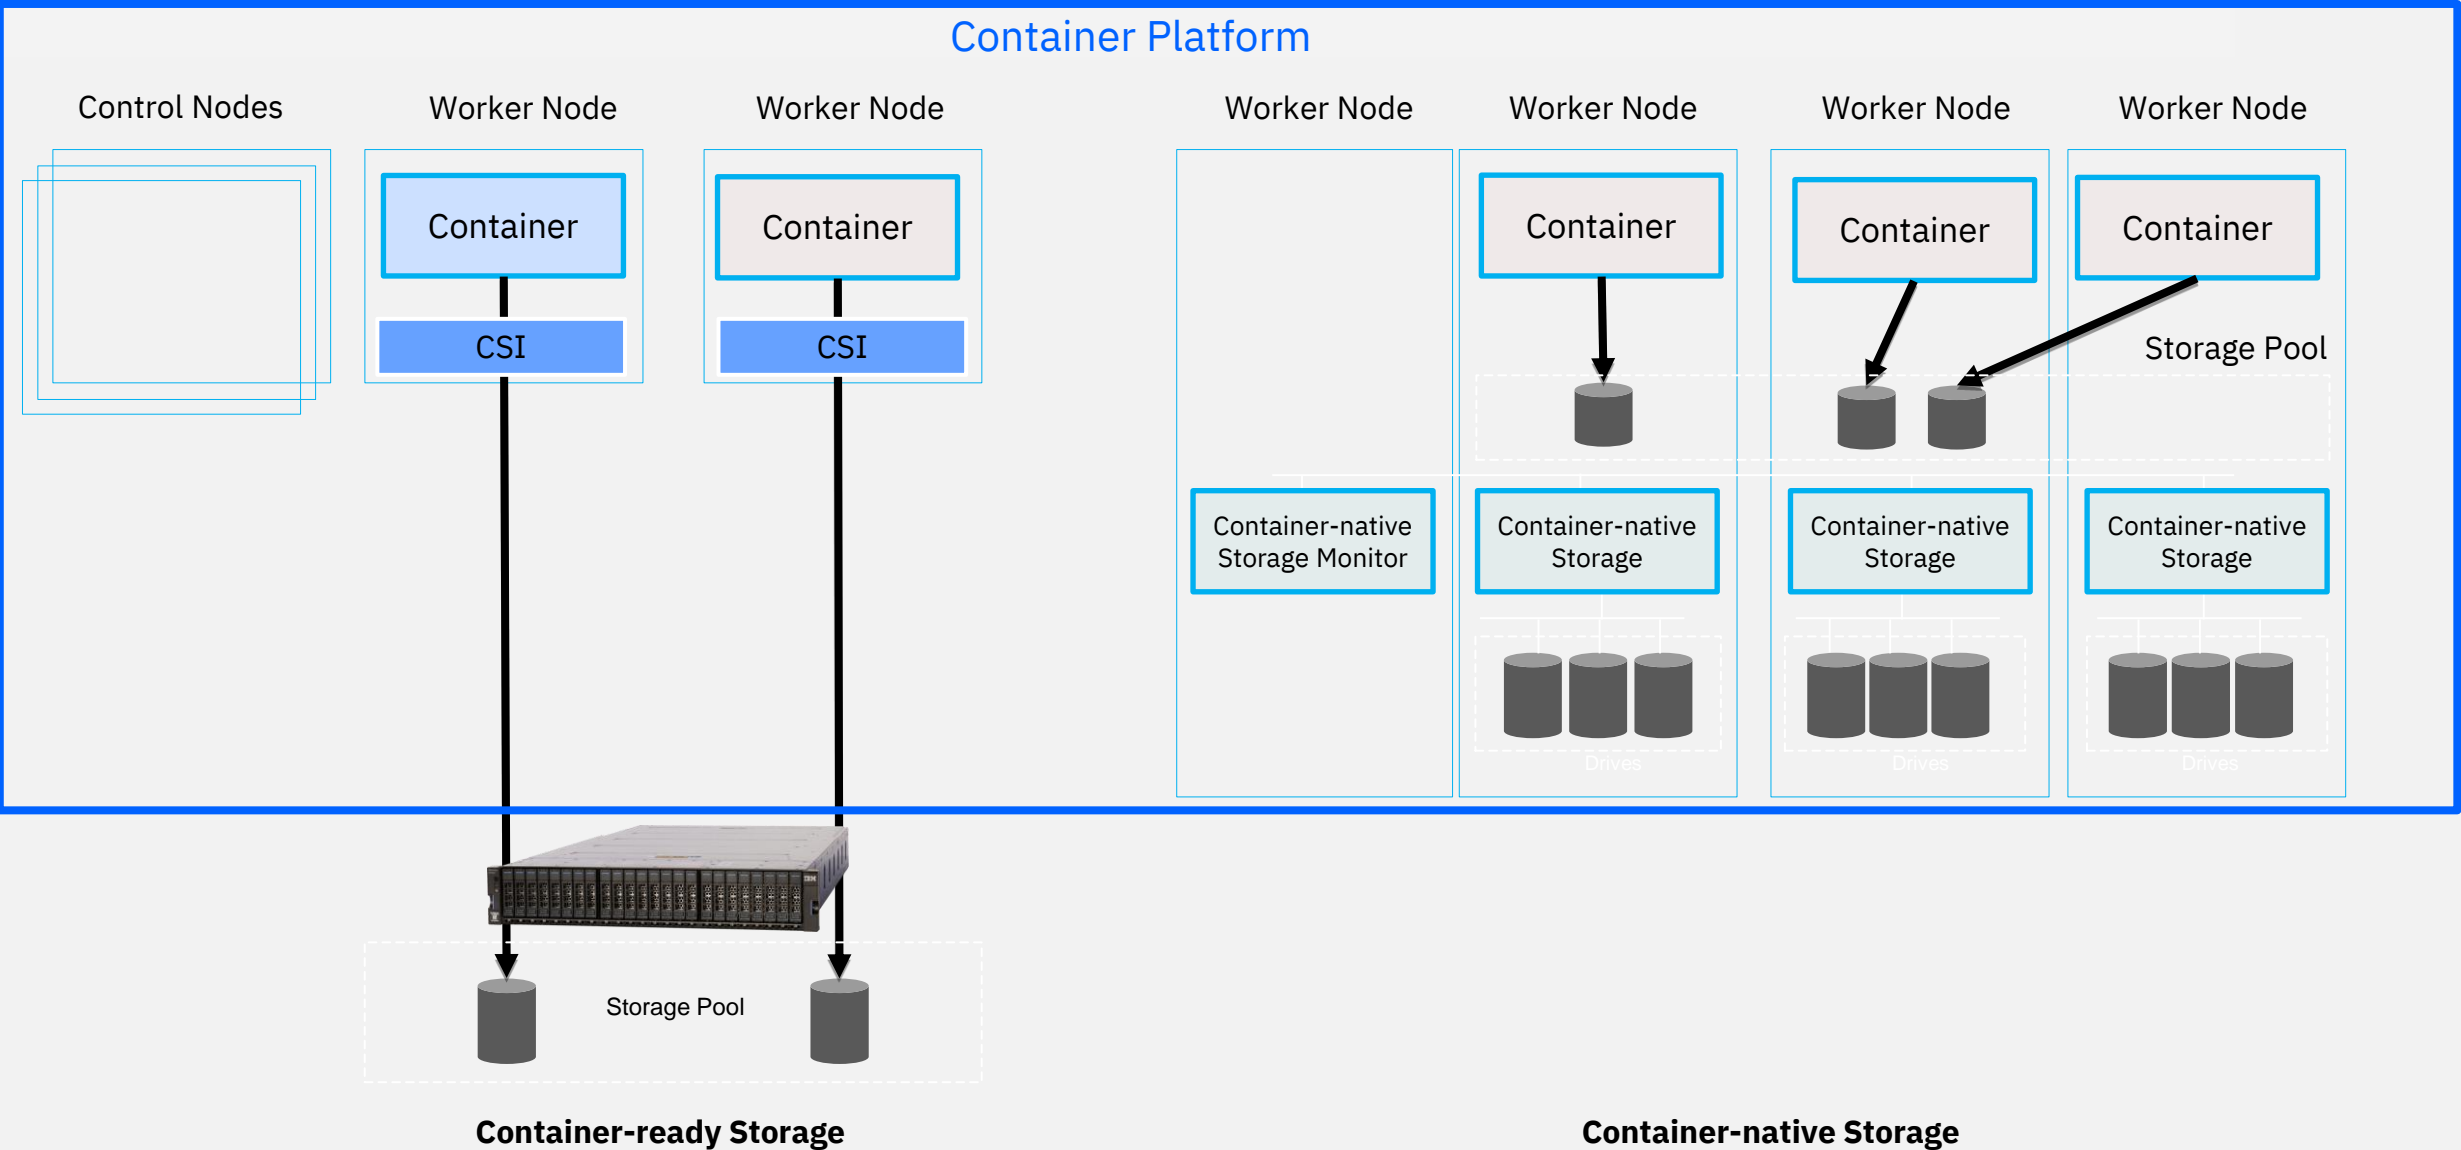 Container Platform
Control Nodes
Worker Node
Worker Node
Worker Node
Worker Node
Worker Node
Worker Node
Container
Container
Container
Container
Container
CSI
CSI
Storage Pool
Container-native
Storage Monitor
Container-native
Storage
Container-native
Storage
Container-native
Storage
Drives
Drives
Drives
IBM
Storage Pool
Container-ready Storage
Container-native Storage